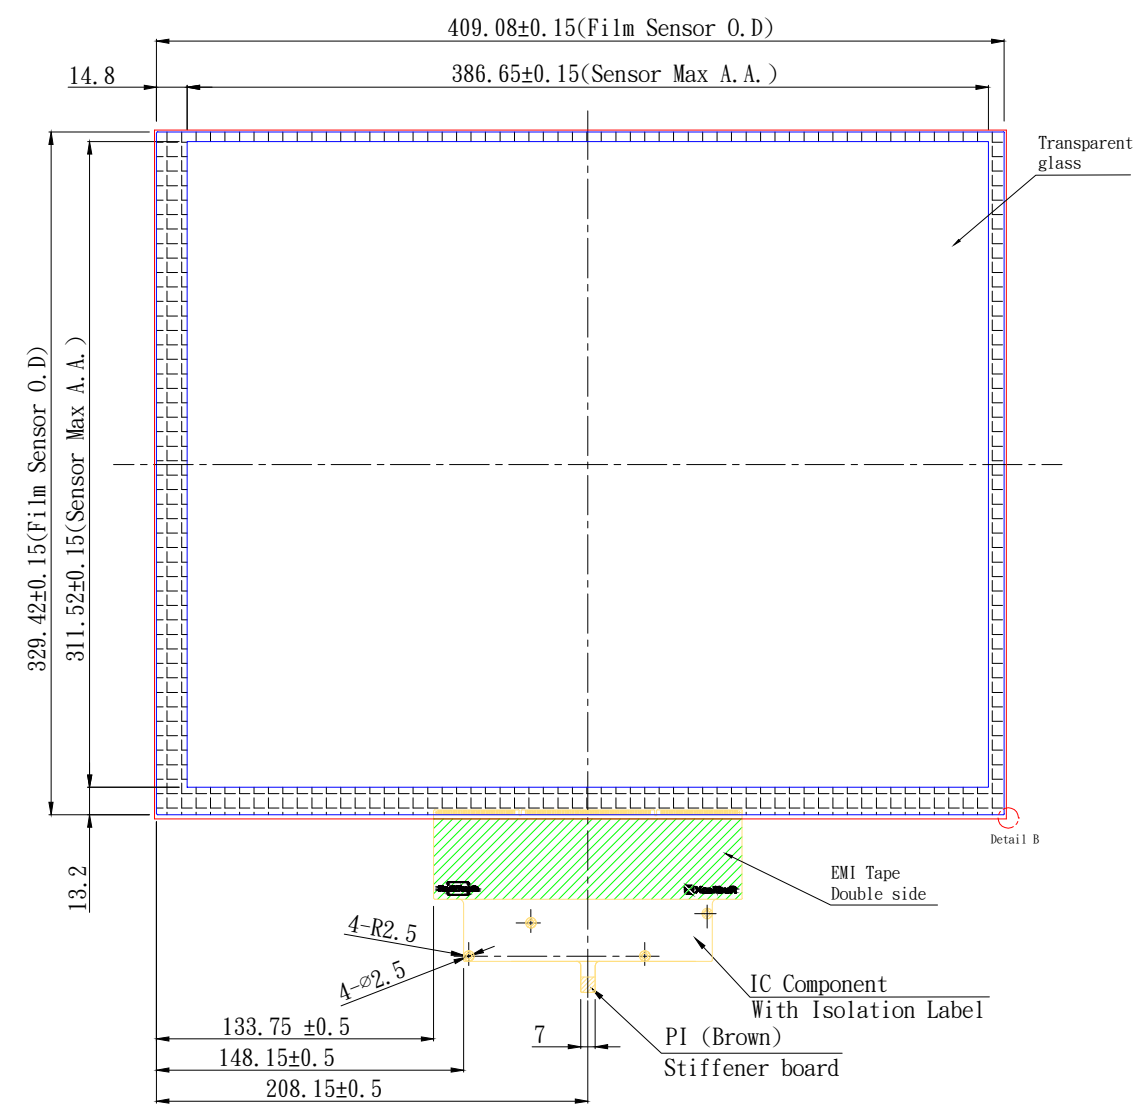 409.08±0.15(Film Sensor O.D)
14.8
386.65±0.15(Sensor Max A.A.)
Transparent
glass
329.42±0.15(Film Sensor O.D)
311.52±0.15(Sensor Max A.A.)
Detail B
13.2
EMI Tape
Double side
4-R2.5
4-⌀2.5
IC Component
With Isolation Label
133.75 ±0.5
7
PI (Brown)
Stiffener board
148.15±0.5
208.15±0.5